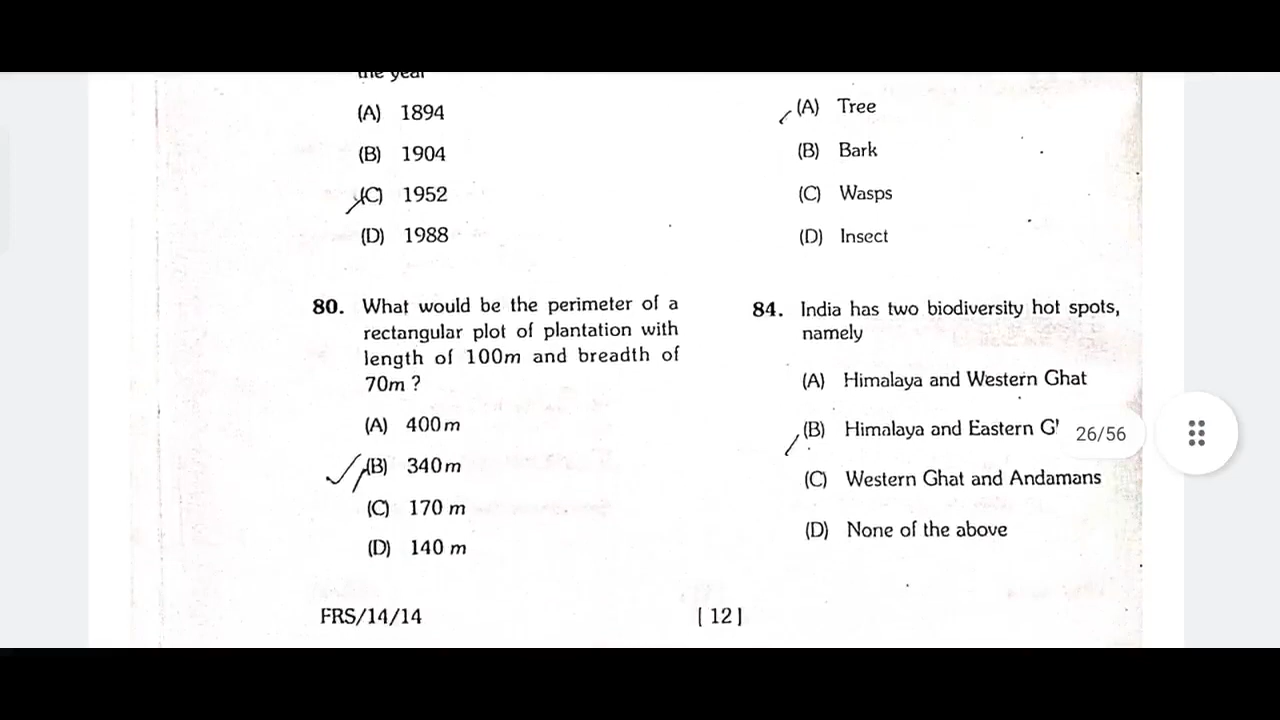 the year
(A) 1894
(B) 1904
(C) 1952
(D) 1988
80. What would be the perimeter of a
rectangular plot of plantation with
length of 100m and breadth of
70m ?
(A) 400 m
(B) 340 m
(C) 170 m
(D) 140 m
(A) Tree
(B) Bark
(C) Wasps
(D) Insect
84. India has two biodiversity hot spots,
namely
(A) Himalaya and Western Ghat
(B) Himalaya and Eastern G
(C) Western Ghat and Andamans
(D) None of the above
26/56
FRS/14/14
[ 12 ]